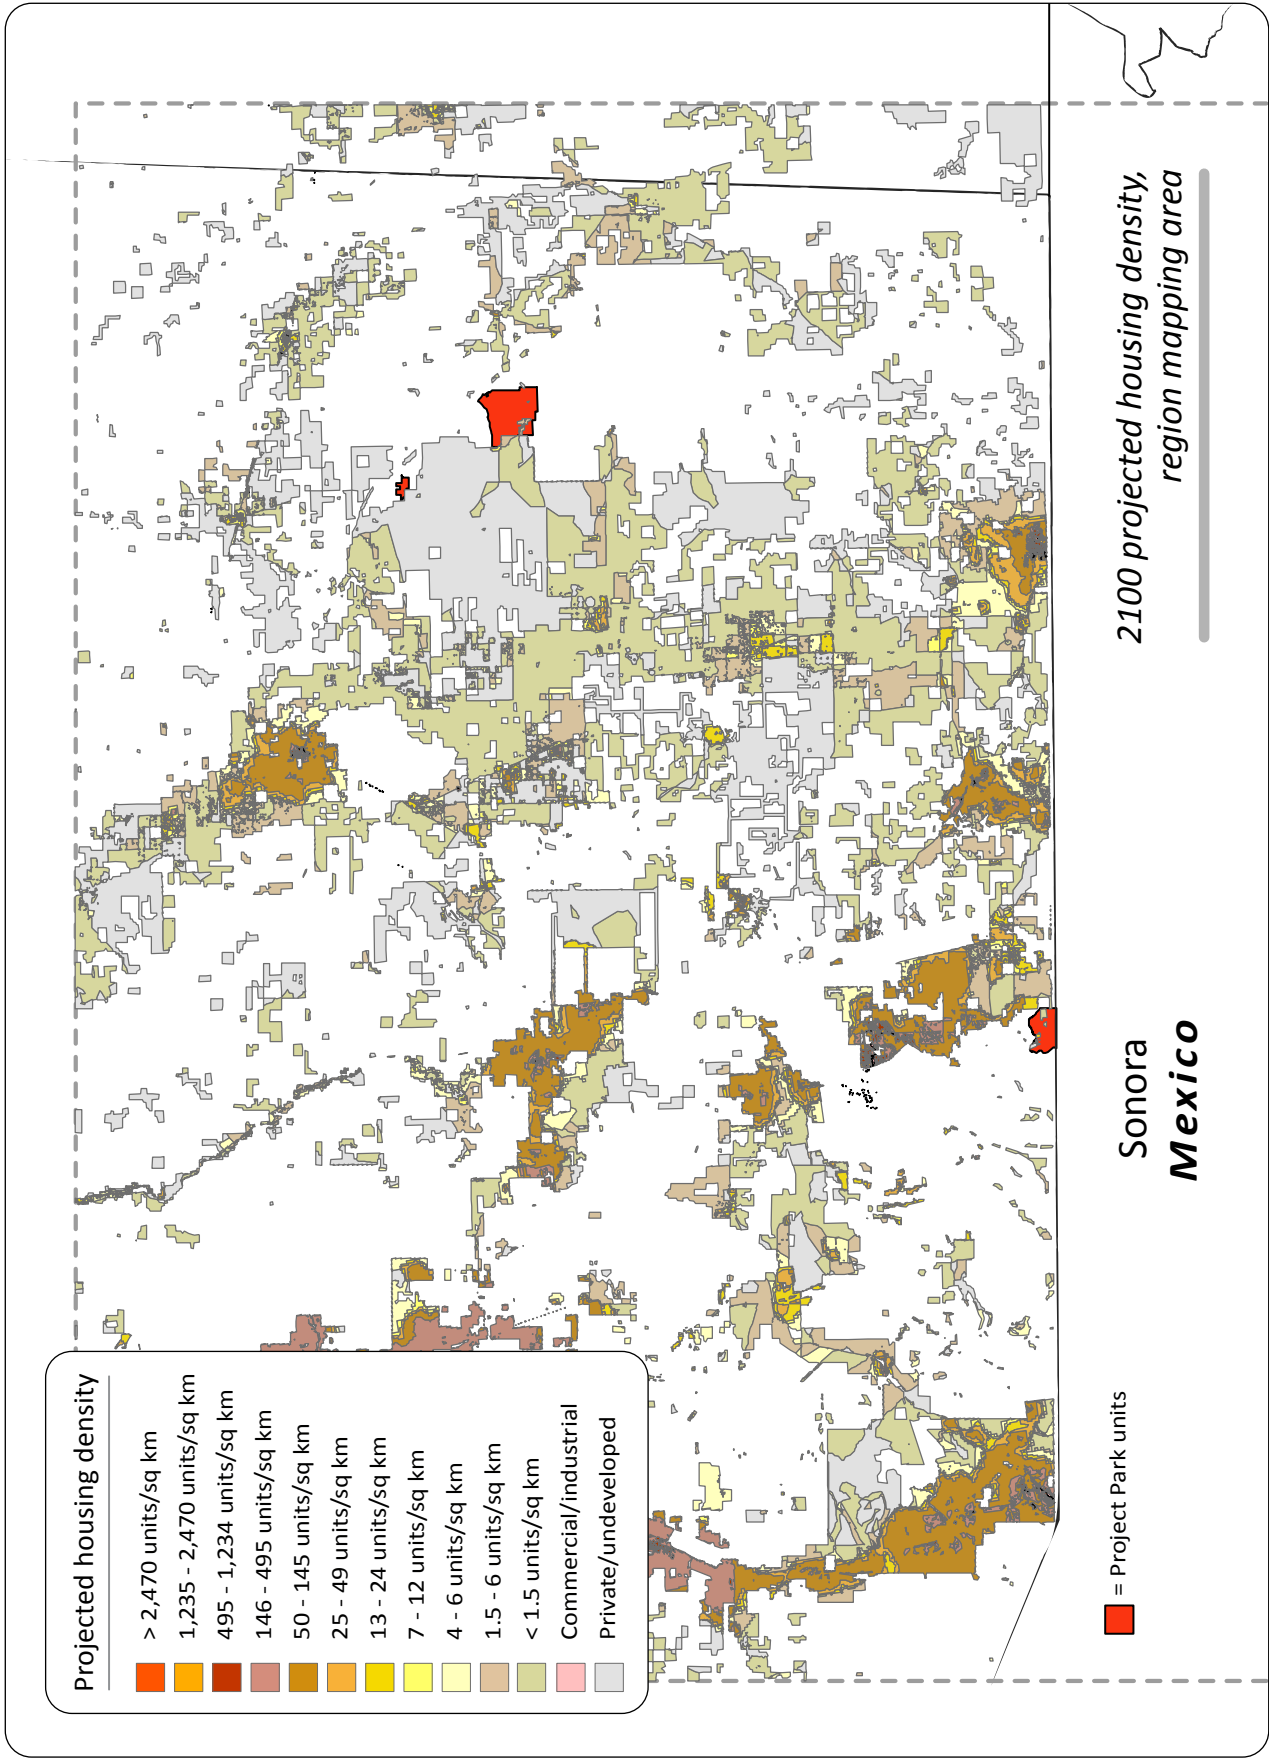 Projected housing density
> 2,470 units/sq km
1,235 - 2,470 units/sq km
495 - 1,234 units/sq km
146 - 495 units/sq km
50 - 145 units/sq km
25 - 49 units/sq km
13 - 24 units/sq km
7 - 12 units/sq km
4 - 6 units/sq km
1.5 - 6 units/sq km
< 1.5 units/sq km
Commercial/industrial
Private/undeveloped
= Project Park units
Sonora
Mexico
2100 projected housing density,
region mapping area